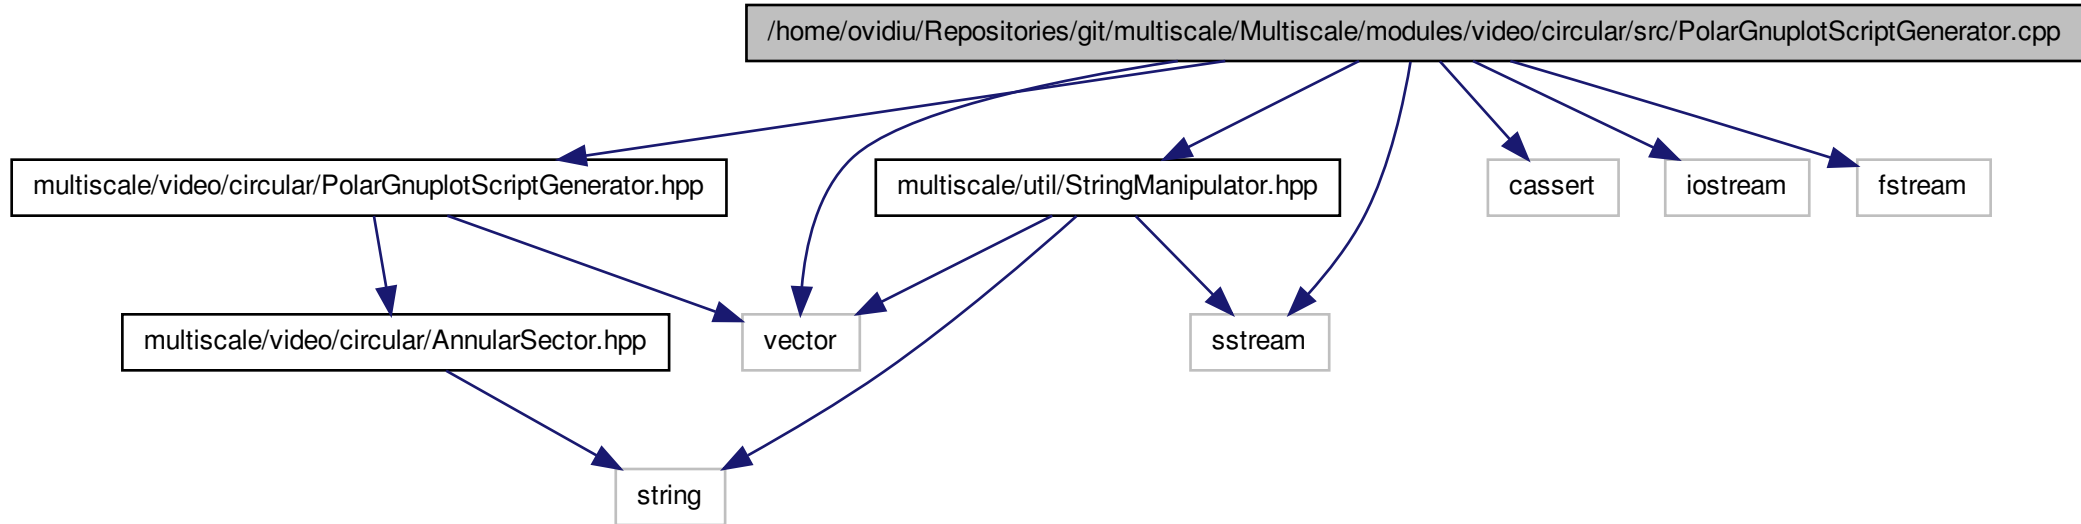 /home/ovidiu/Repositories/git/multiscale/Multiscale/modules/video/circular/src/PolarGnuplotScriptGenerator.cpp
multiscale/video/circular/PolarGnuplotScriptGenerator.hpp
multiscale/util/StringManipulator.hpp
cassert
iostream
fstream
multiscale/video/circular/AnnularSector.hpp
vector
sstream
string